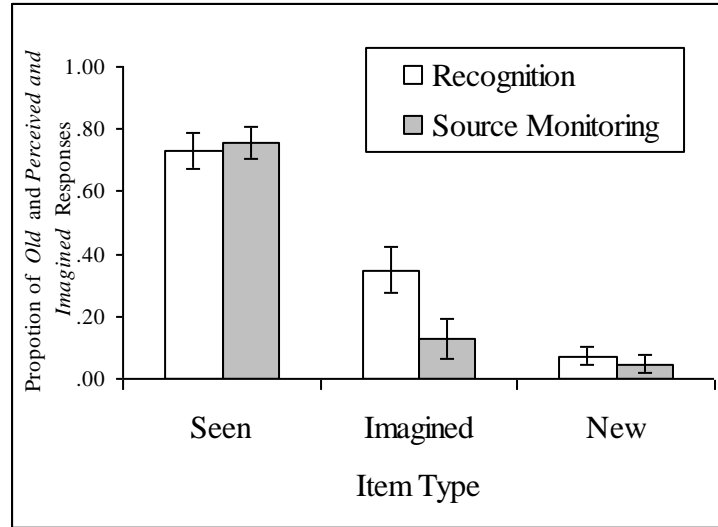 Propotion of Old and Perceived and
Imagined Responses
1.00
.80
.60
.40
.20
.00
Recognition
Source Monitoring
Seen
Imagined
New
Item Type